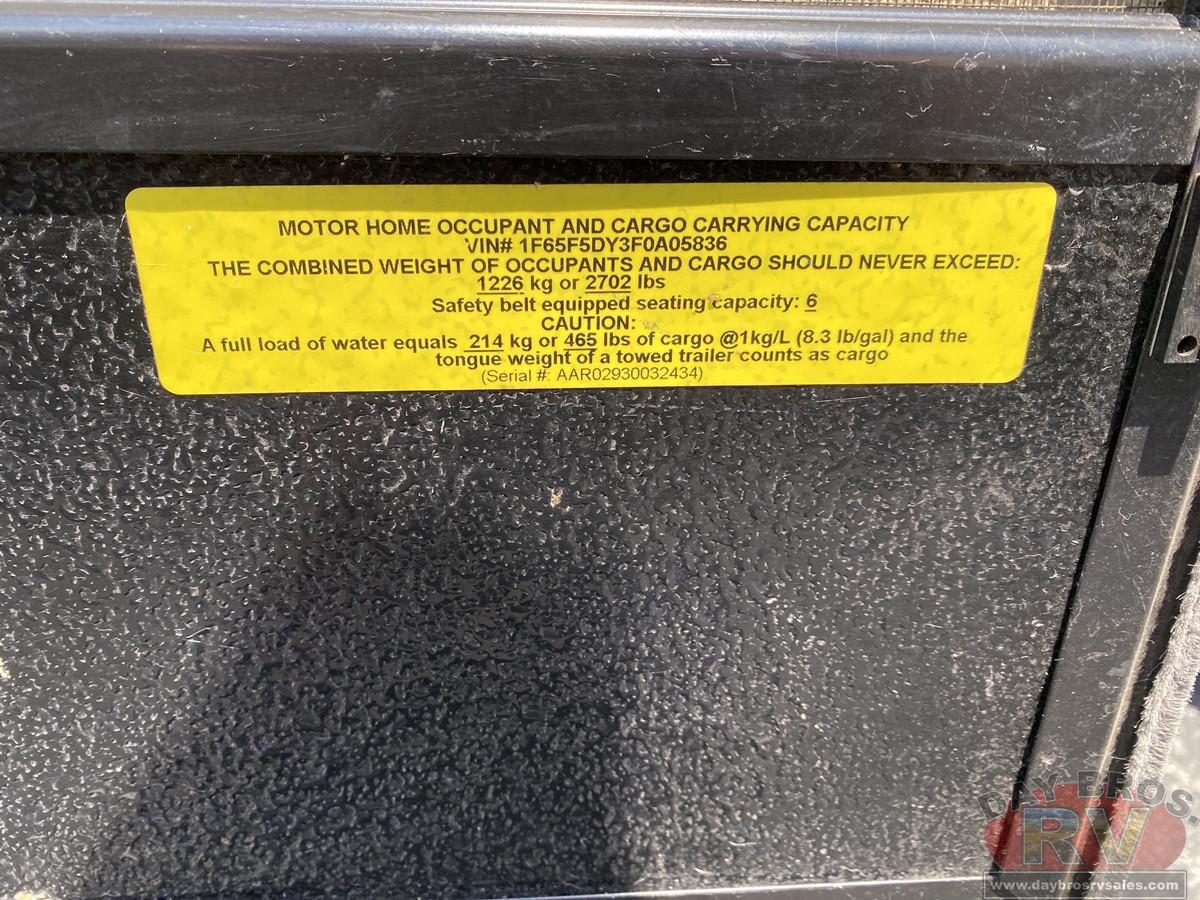 MOTOR HOME OCCUPANT AND CARGO CARRYING CAPACITY
VIN# 1F65F5DY3F0A05836
THE COMBINED WEIGHT OF OCCUPANTS AND CARGO SHOULD NEVER EXCEED:
1226 kg or 2702 lbs
Safety belt equipped seating capacity: 6
CAUTION:
A full load of water equals 214 kg or 465 lbs of cargo @1kg/L (8.3 lb/gal) and the
tongue weight of a towed trailer counts as cargo
(Serial #: AAR02930032434)
DAY BROS.
RV
www.daybrosrvsales.com